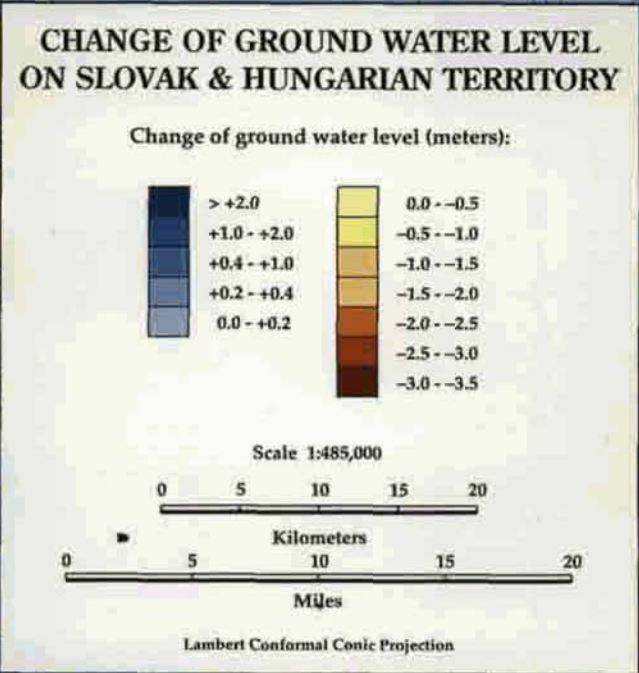 CHANGE OF GROUND WATER LEVEL
ON SLOVAK & HUNGARIAN TERRITORY
Change of ground water level (meters):
> +2.0
+1.0 - +2.0
+0.4 - +1.0
+0.2 - +0.4
0.0 - +0.2
0.0 - –0.5
–0.5 - –1.0
–1.0 - –1.5
–1.5 - –2.0
–2.0 - –2.5
–2.5 - –3.0
–3.0 - –3.5
Scale 1:485,000
0 5 10 15 20
Kilometers
0 5 10 15 20
Miles
Lambert Conformal Conic Projection